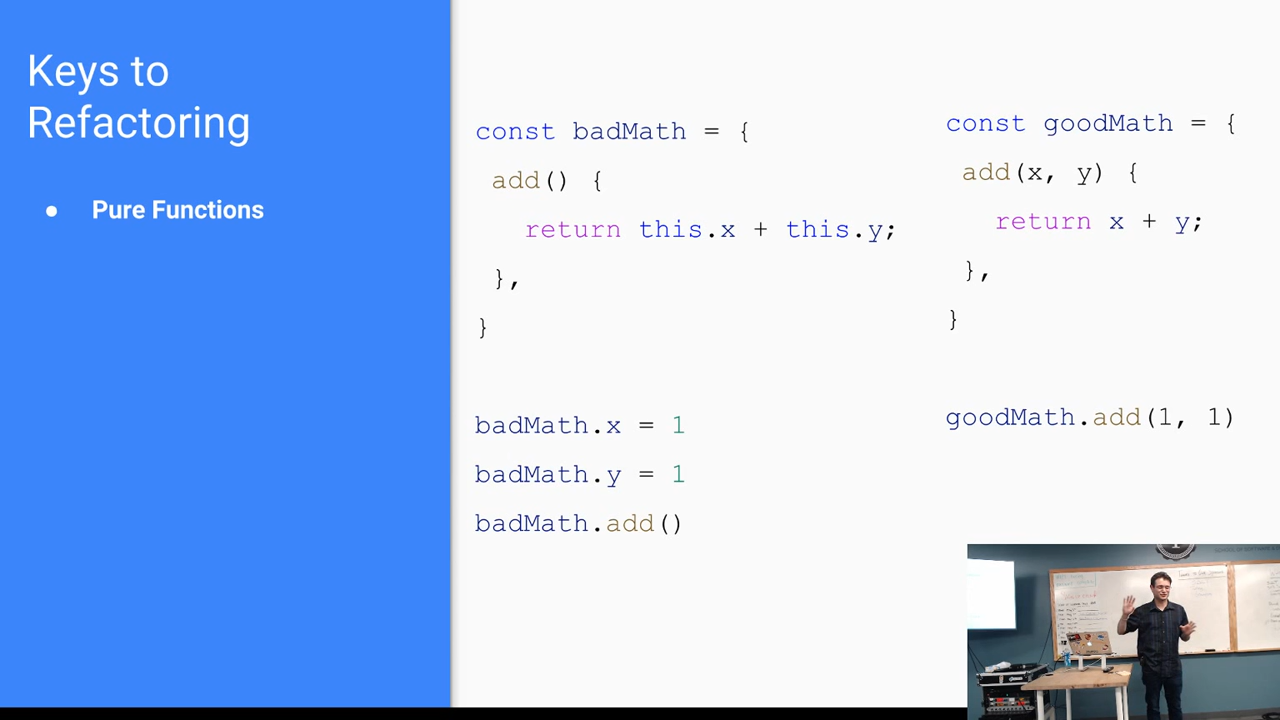 Keys to
Refactoring
● Pure Functions
const badMath = {
add() {
return this.x + this.y;
},
}
badMath.x = 1
badMath.y = 1
badMath.add()
const goodMath = {
add(x, y) {
return x + y;
},
}
goodMath.add(1, 1)